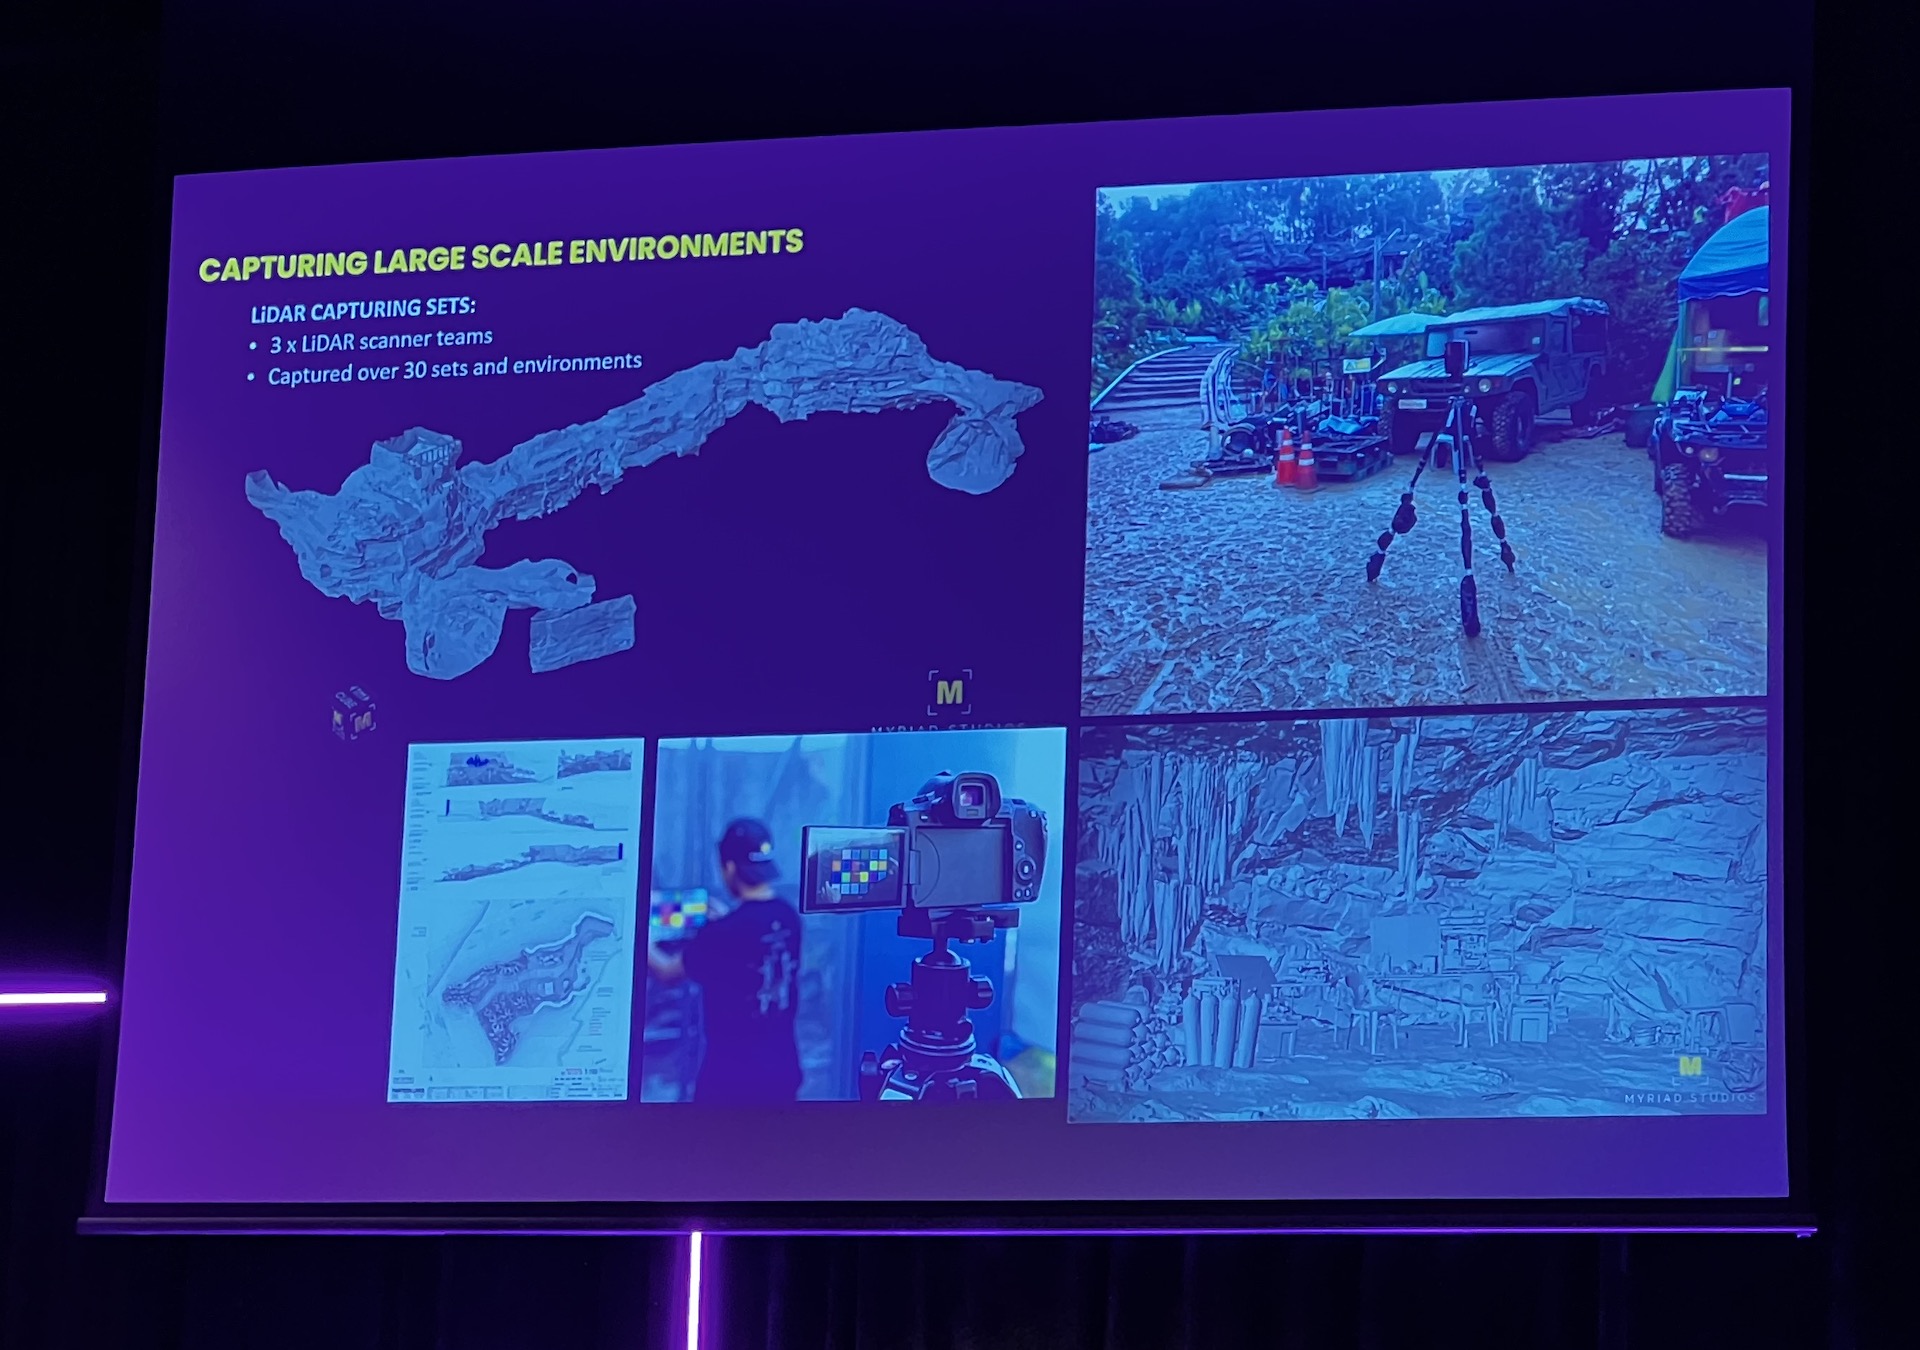 CAPTURING LARGE SCALE ENVIRONMENTS
LiDAR CAPTURING SETS:
• 3 x LiDAR scanner teams
• Captured over 30 sets and environments
M
MYRIAD STUDIOS
M
M
MYRIAD STUDIOS